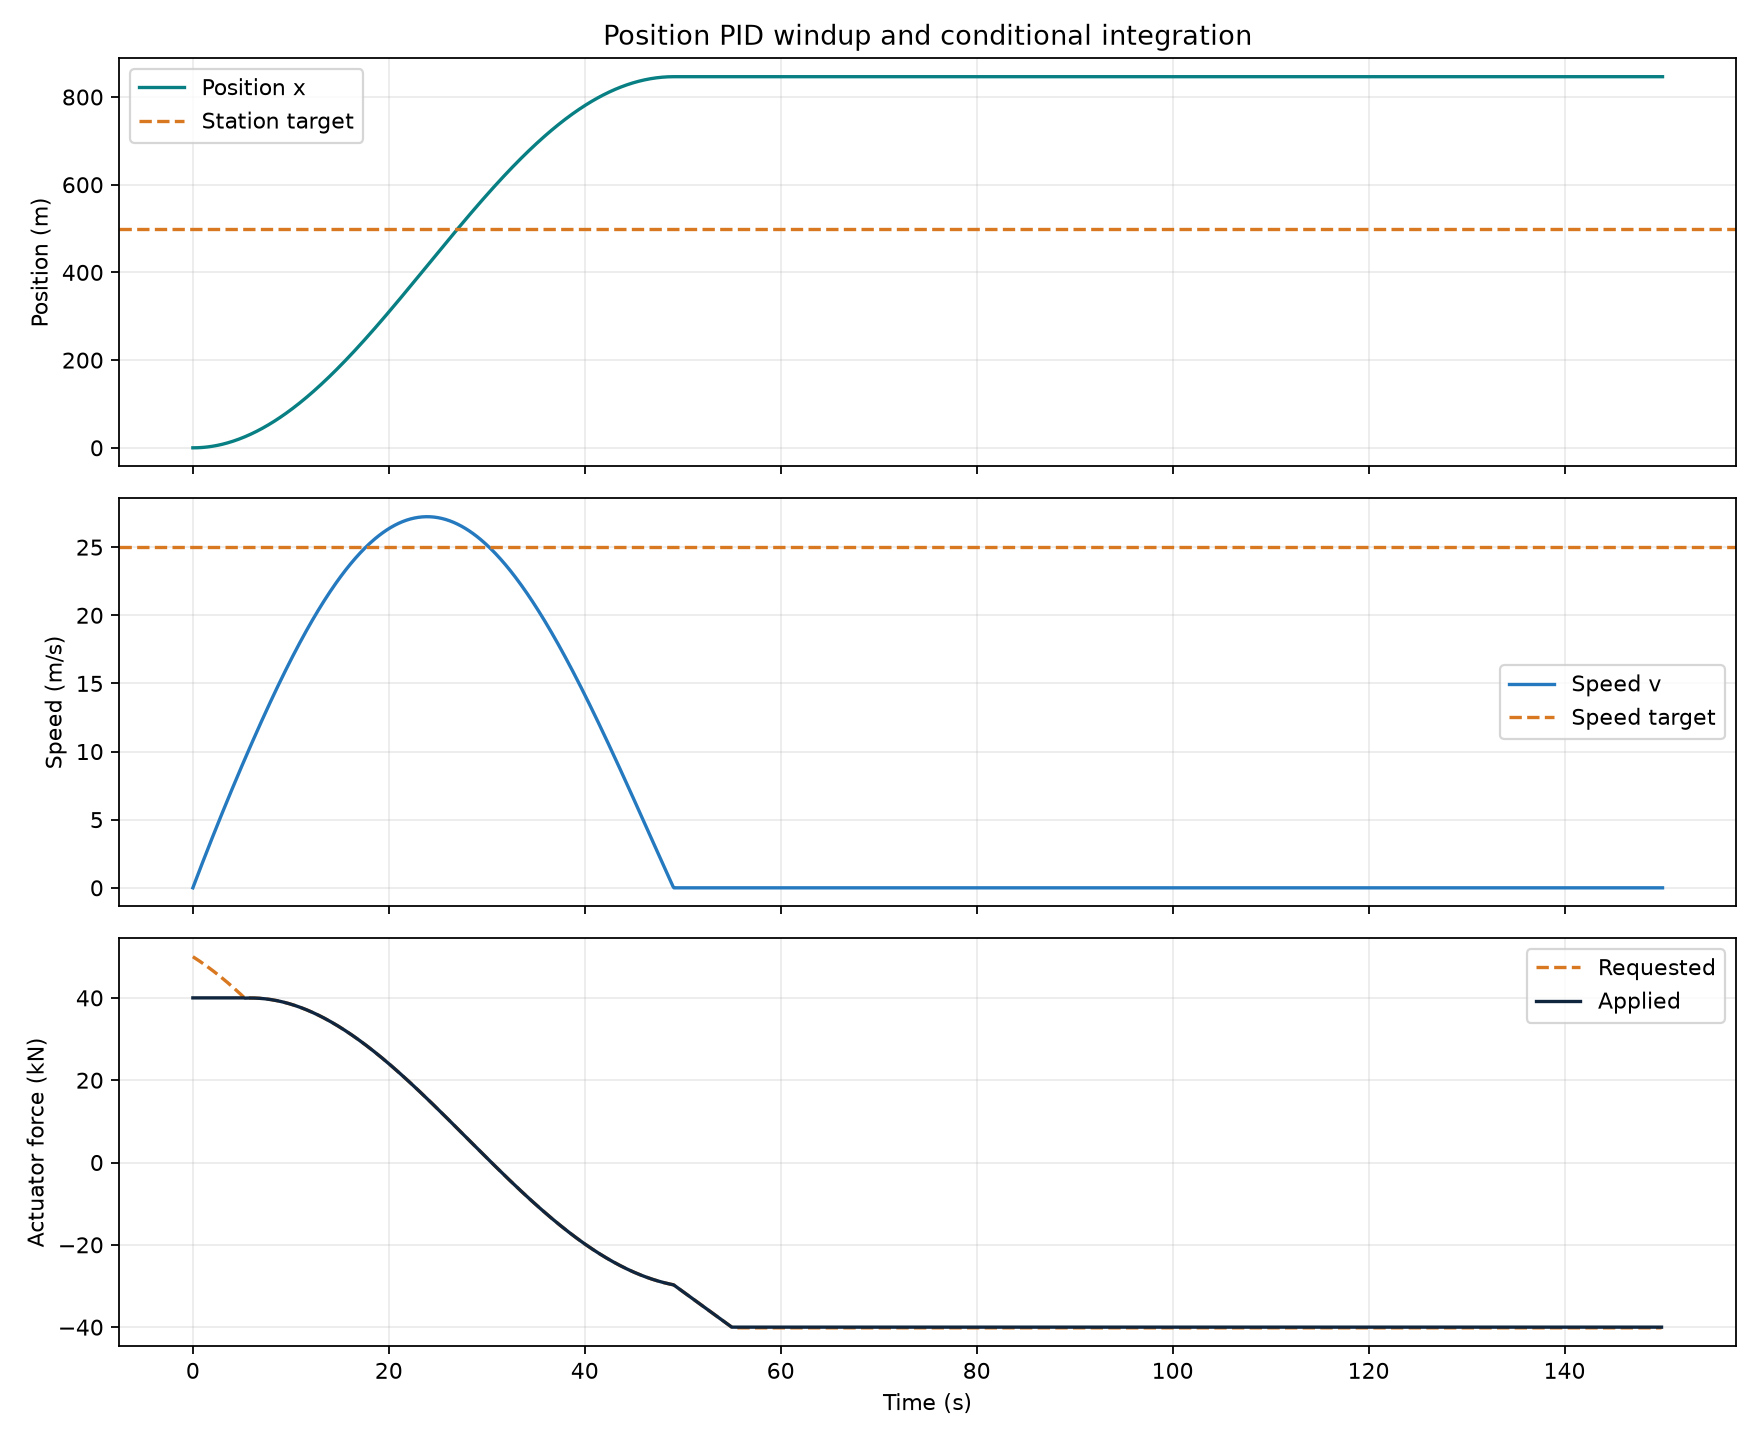 Position PID windup and conditional integration
Position x
Station target
800
600
400
200
0
Position (m)
25
20
15
10
5
0
Speed (m/s)
Speed v
Speed target
Requested
Applied
40
20
0
−20
−40
Actuator force (kN)
0 20 40 60 80 100 120 140
Time (s)